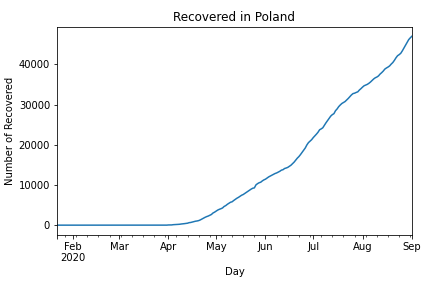 Recovered in Poland
Number of Recovered
40000
30000
20000
10000
0
Feb Mar Apr May Jun Jul Aug Sep
2020
Day